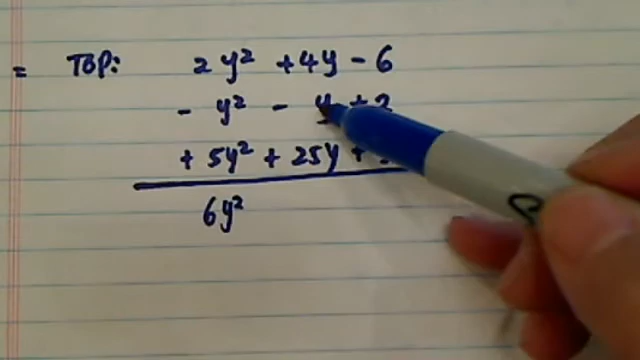 = TOP: 2y² + 4y - 6
- y² - y + 2
+ 5y² + 25y +
6y²